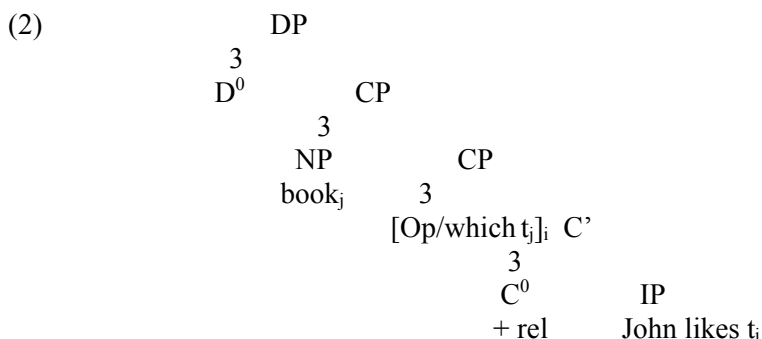 (2) DP
3
D⁰ CP
3
NP CP
bookⱼ 3
[Op/which tⱼ]ᵢ C’
3
C⁰ IP
+ rel John likes tᵢ